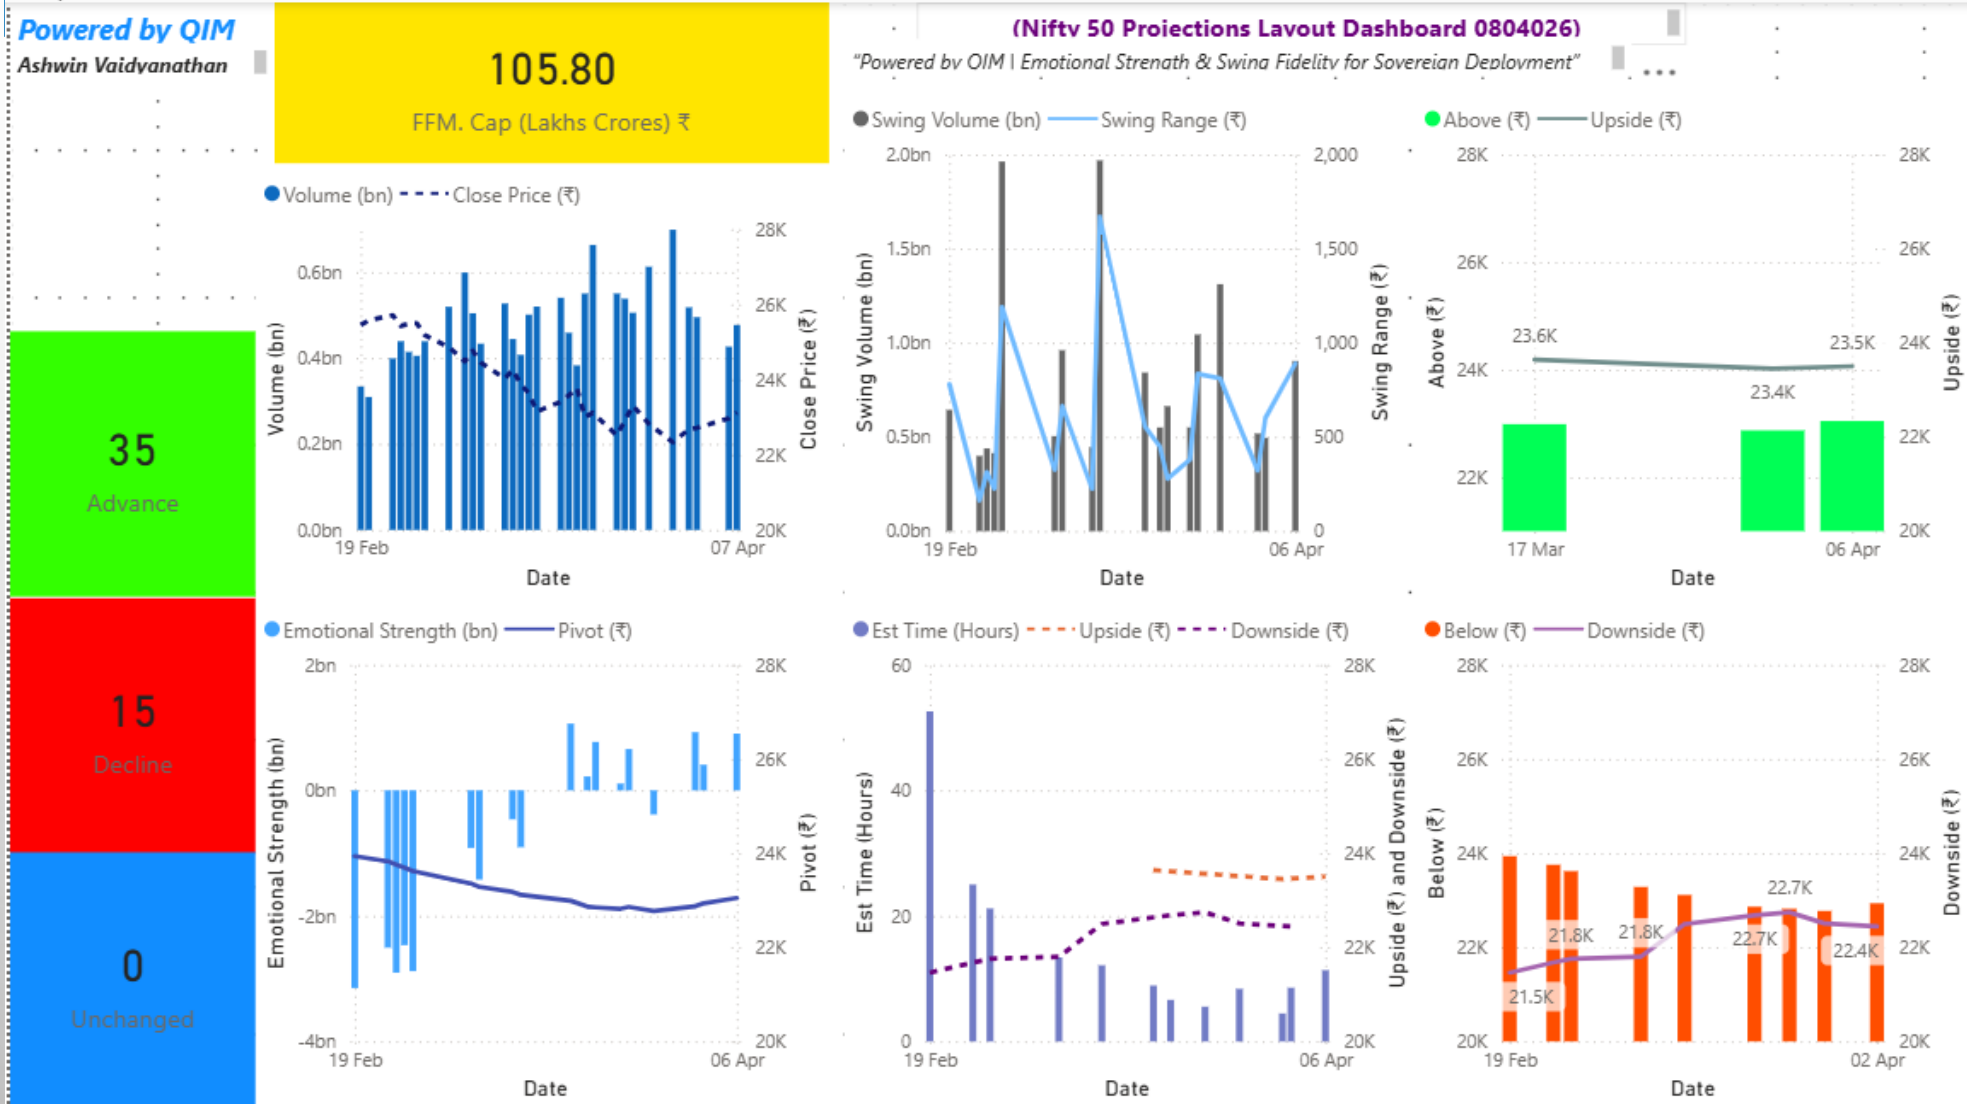 Powered by QIM
Ashwin Vaidyanathan
105.80
FFM. Cap (Lakhs Crores) ₹
(Nifty 50 Projections Layout Dashboard 0804026)
“Powered by QIM | Emotional Strength & Swing Fidelity for Sovereign Deployment”
35
Advance
15
Decline
0
Unchanged
Volume (bn) Close Price (₹)
Volume (bn)
0.6bn
0.4bn
0.2bn
0.0bn
28K
26K
24K
22K
20K
Close Price (₹)
19 Feb 07 Apr
Date
Swing Volume (bn) Swing Range (₹)
Swing Volume (bn)
2.0bn
1.5bn
1.0bn
0.5bn
0.0bn
2,000
1,500
1,000
500
0
Swing Range (₹)
19 Feb 06 Apr
Date
Above (₹) Upside (₹)
Above (₹)
28K
26K
24K
22K
23.6K
23.4K
23.5K
28K
26K
24K
22K
20K
Upside (₹)
17 Mar 06 Apr
Date
Emotional Strength (bn) Pivot (₹)
Emotional Strength (bn)
2bn
0bn
-2bn
-4bn
28K
26K
24K
22K
20K
Pivot (₹)
19 Feb 06 Apr
Date
Est Time (Hours) Upside (₹) Downside (₹)
Est Time (Hours)
60
40
20
0
28K
26K
24K
22K
20K
Upside (₹) and Downside (₹)
19 Feb 06 Apr
Date
Below (₹) Downside (₹)
Below (₹)
28K
26K
24K
22K
20K
21.5K
21.8K
21.8K
22.7K
22.7K
22.4K
28K
26K
24K
22K
20K
Downside (₹)
19 Feb 02 Apr
Date